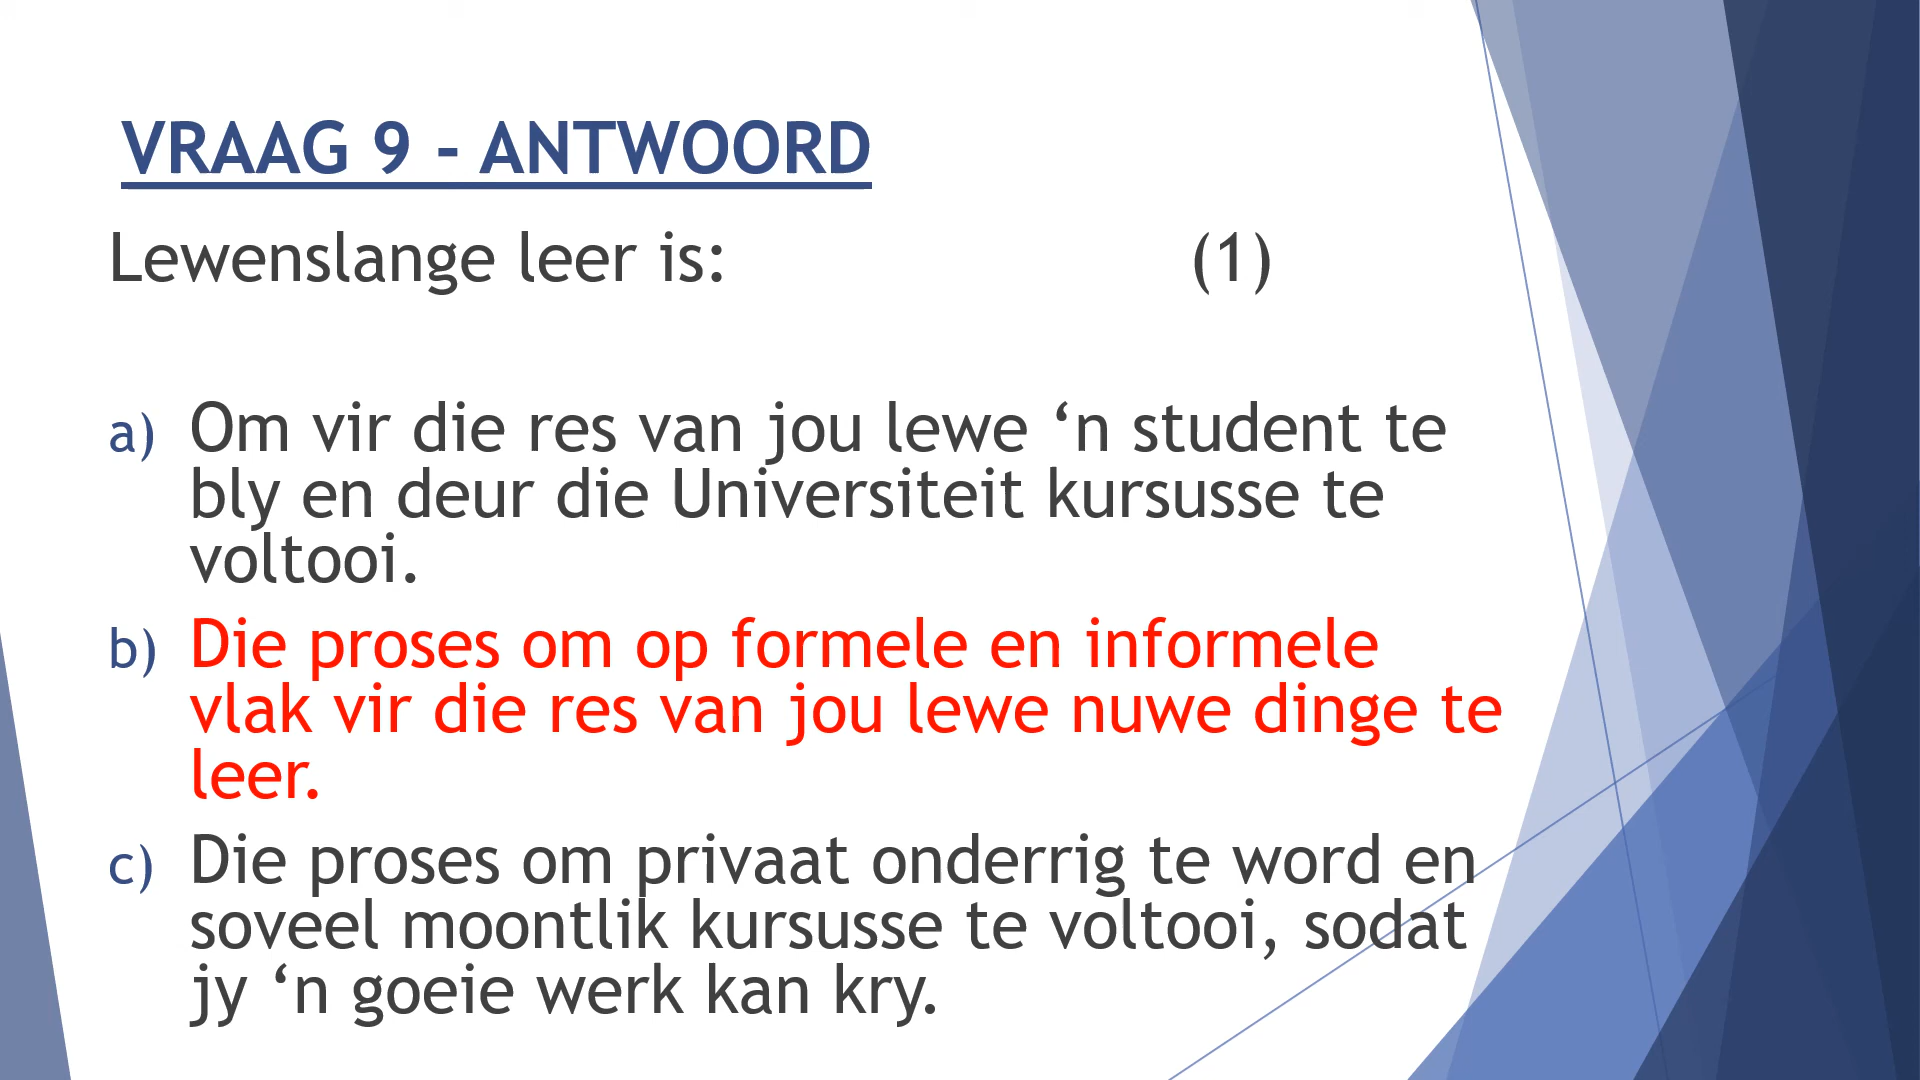 VRAAG 9 - ANTWOORD
Lewenslange leer is: (1)
a) Om vir die res van jou lewe ‘n student te
bly en deur die Universiteit kursusse te
voltooi.
b) Die proses om op formele en informele
vlak vir die res van jou lewe nuwe dinge te
leer.
c) Die proses om privaat onderrig te word en
soveel moontlik kursusse te voltooi, sodat
jy ‘n goeie werk kan kry.